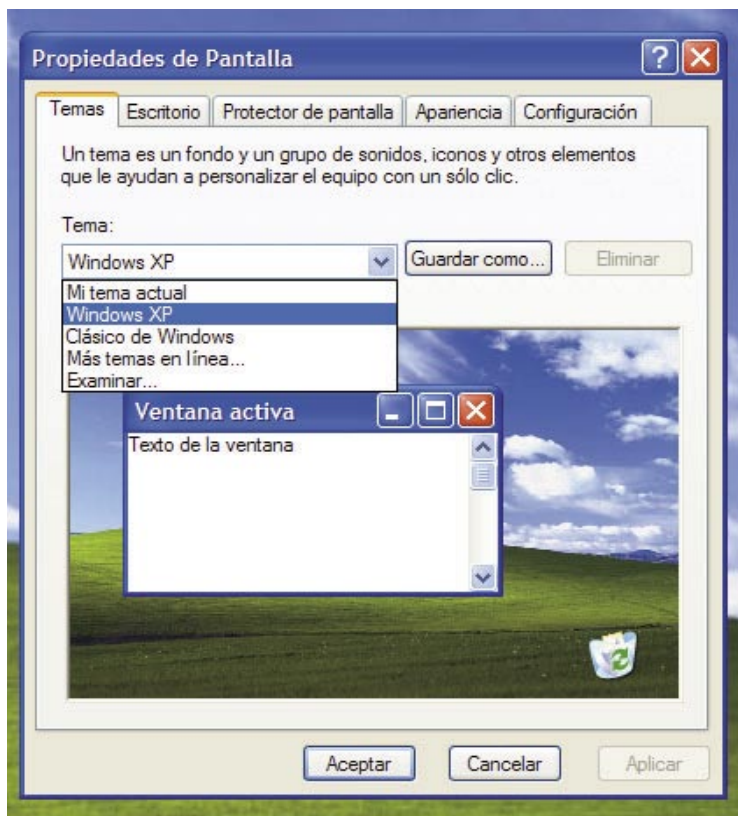 Propiedades de Pantalla
Temas Escritorio Protector de pantalla Apariencia Configuración
Un tema es un fondo y un grupo de sonidos, iconos y otros elementos
que le ayudan a personalizar el equipo con un sólo clic.
Tema:
Windows XP Guardar como... Eliminar
Mi tema actual
Windows XP
Clásico de Windows
Más temas en línea...
Examinar...
Ventana activa
Texto de la ventana
Aceptar Cancelar Aplicar